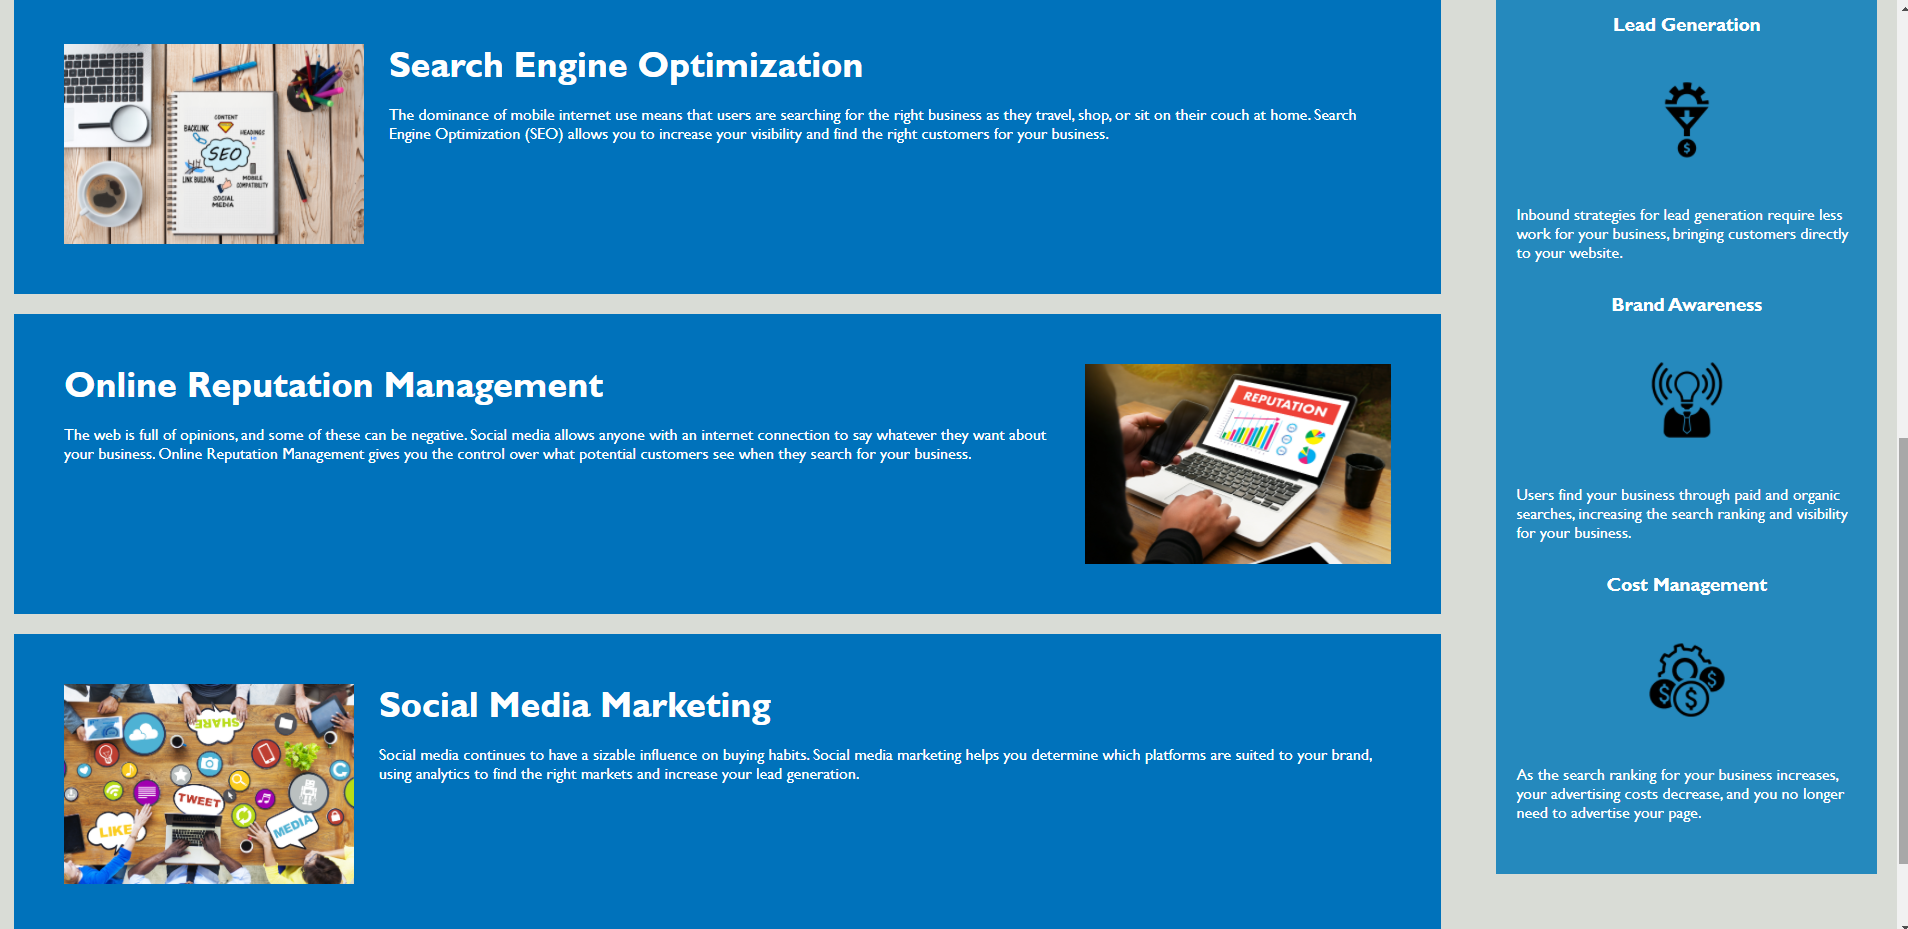 Search Engine Optimization
The dominance of mobile internet use means that users are searching for the right business as they travel, shop, or sit on their couch at home. Search
Engine Optimization (SEO) allows you to increase your visibility and find the right customers for your business.
CONTENT
BACKLINK
HEADINGS
SEO
LINK BUILDING
MOBILE
COMPATIBILITY
SOCIAL
MEDIA
Online Reputation Management
The web is full of opinions, and some of these can be negative. Social media allows anyone with an internet connection to say whatever they want about
your business. Online Reputation Management gives you the control over what potential customers see when they search for your business.
REPUTATION
Social Media Marketing
Social media continues to have a sizable influence on buying habits. Social media marketing helps you determine which platforms are suited to your brand,
using analytics to find the right markets and increase your lead generation.
SHARE
TWEET
LIKE
MEDIA
Lead Generation
$
Inbound strategies for lead generation require less
work for your business, bringing customers directly
to your website.
Brand Awareness
Users find your business through paid and organic
searches, increasing the search ranking and visibility
for your business.
Cost Management
$ $ $
As the search ranking for your business increases,
your advertising costs decrease, and you no longer
need to advertise your page.